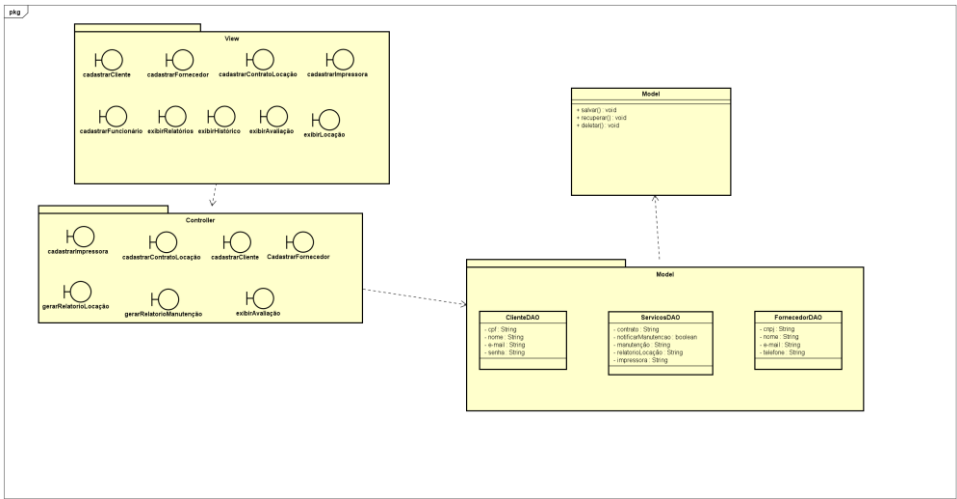 pkg
View
cadastrarCliente
cadastrarFornecedor
cadastrarContratoLocação
cadastrarImpressora
cadastrarFuncionário
exibirRelatórios
exibirHistórico
exibirAvaliação
exibirLocação
Controller
cadastrarImpressora
cadastrarContratoLocação
cadastrarCliente
CadastrarFornecedor
gerarRelatorioLocação
gerarRelatorioManutenção
exibirAvaliação
Model
+ salvar() : void
+ recuperar() : void
+ deletar() : void
Model
ClienteDAO
- cpf : String
- nome : String
- e-mail : String
- senha : String
ServicosDAO
- contrato : String
- notificarManutencao : boolean
- manutenção : String
- relatorioLocação : String
- impressora : String
FornecedorDAO
- cnpj : String
- nome : String
- e-mail : String
- telefone : String